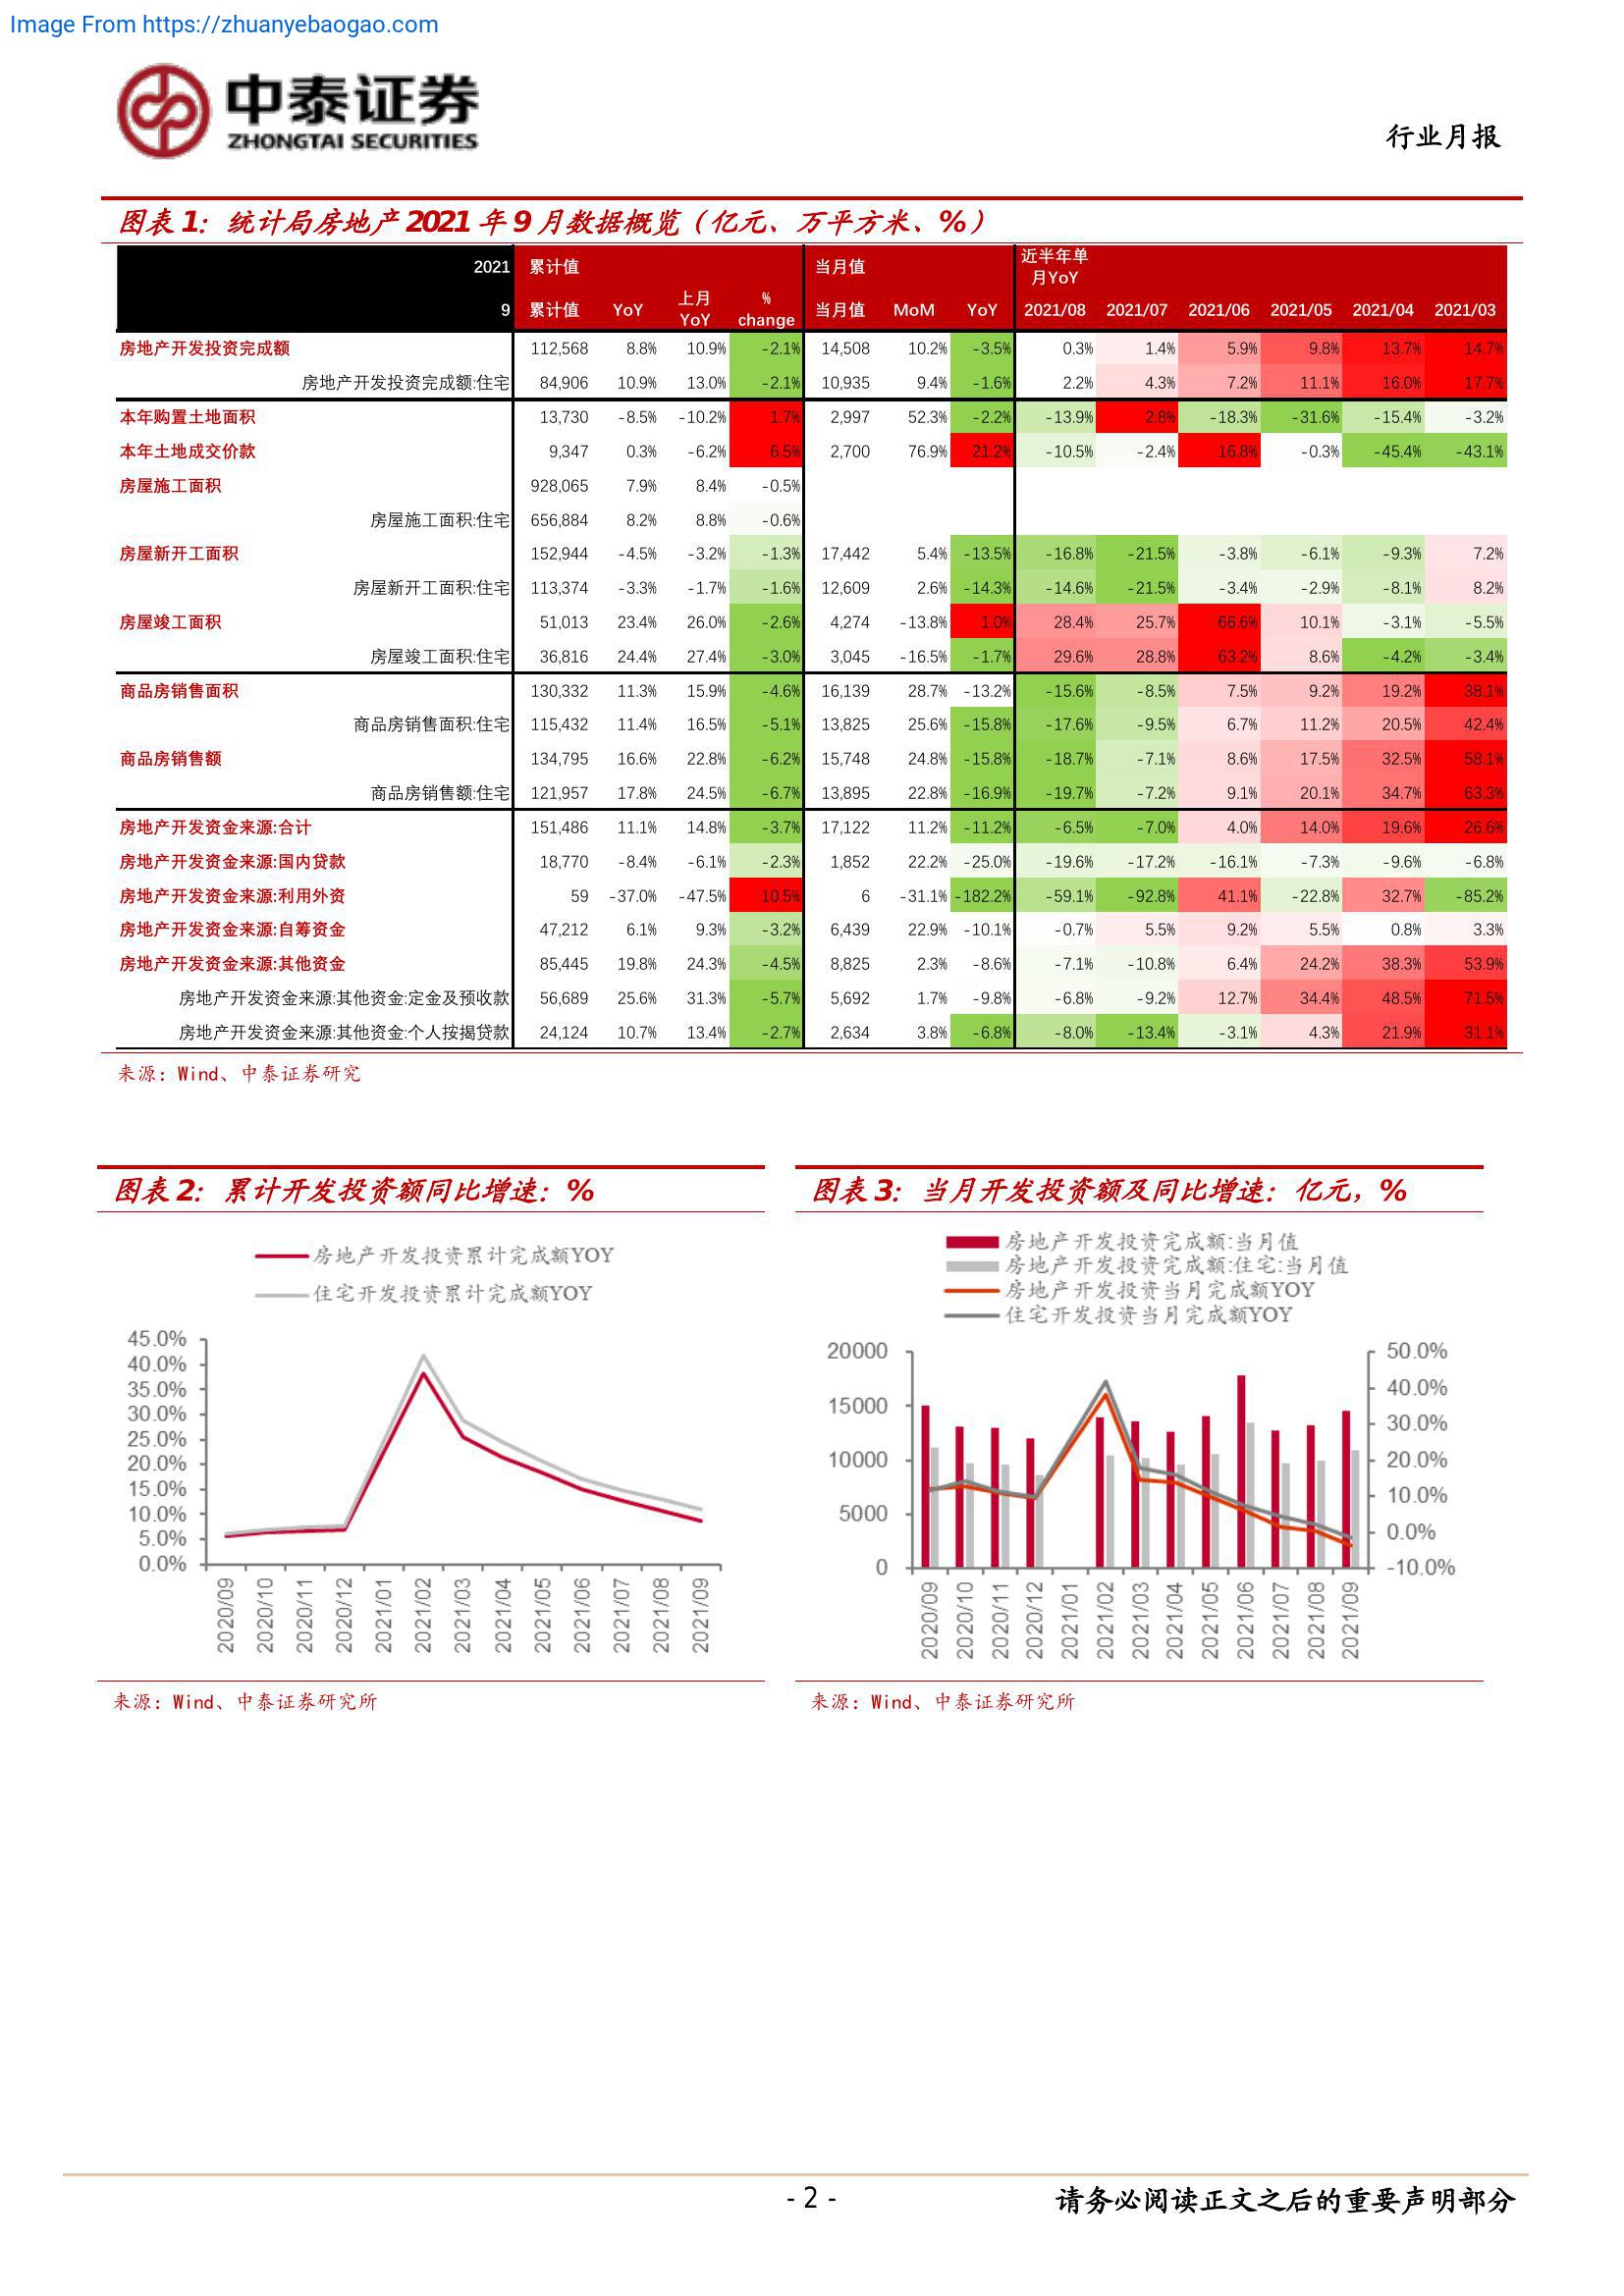 Image From https://zhuanyebaogao.com
中泰证券
ZHONGTAI SECURITIES
行业月报
图表 1：统计局房地产 2021 年 9 月数据概览（亿元、万平方米、%）
2021 累计值 当月值 近半年单月YoY
9 累计值 YoY 上月YoY % change 当月值 MoM YoY 2021/08 2021/07 2021/06 2021/05 2021/04 2021/03
房地产开发投资完成额 112,568 8.8% 10.9% -2.1% 14,508 10.2% -3.5% 0.3% 1.4% 5.9% 9.8% 13.7% 14.7%
房地产开发投资完成额:住宅 84,906 10.9% 13.0% -2.1% 10,935 9.4% -1.6% 2.2% 4.3% 7.2% 11.1% 16.0% 17.7%
本年购置土地面积 13,730 -8.5% -10.2% 1.7% 2,997 52.3% -2.2% -13.9% 2.8% -18.3% -31.6% -15.4% -3.2%
本年土地成交价款 9,347 0.3% -6.2% 6.5% 2,700 76.9% 21.2% -10.5% -2.4% 16.8% -0.3% -45.4% -43.1%
房屋施工面积 928,065 7.9% 8.4% -0.5%
房屋施工面积:住宅 656,884 8.2% 8.8% -0.6%
房屋新开工面积 152,944 -4.5% -3.2% -1.3% 17,442 5.4% -13.5% -16.8% -21.5% -3.8% -6.1% -9.3% 7.2%
房屋新开工面积:住宅 113,374 -3.3% -1.7% -1.6% 12,609 2.6% -14.3% -14.6% -21.5% -3.4% -2.9% -8.1% 8.2%
房屋竣工面积 51,013 23.4% 26.0% -2.6% 4,274 -13.8% 1.0% 28.4% 25.7% 66.6% 10.1% -3.1% -5.5%
房屋竣工面积:住宅 36,816 24.4% 27.4% -3.0% 3,045 -16.5% -1.7% 29.6% 28.8% 63.2% 8.6% -4.2% -3.4%
商品房销售面积 130,332 11.3% 15.9% -4.6% 16,139 28.7% -13.2% -15.6% -8.5% 7.5% 9.2% 19.2% 38.1%
商品房销售面积:住宅 115,432 11.4% 16.5% -5.1% 13,825 25.6% -15.8% -17.6% -9.5% 6.7% 11.2% 20.5% 42.4%
商品房销售额 134,795 16.6% 22.8% -6.2% 15,748 24.8% -15.8% -18.7% -7.1% 8.6% 17.5% 32.5% 58.1%
商品房销售额:住宅 121,957 17.8% 24.5% -6.7% 13,895 22.8% -16.9% -19.7% -7.2% 9.1% 20.1% 34.7% 63.3%
房地产开发资金来源:合计 151,486 11.1% 14.8% -3.7% 17,122 11.2% -11.2% -6.5% -7.0% 4.0% 14.0% 19.6% 26.6%
房地产开发资金来源:国内贷款 18,770 -8.4% -6.1% -2.3% 1,852 22.2% -25.0% -19.6% -17.2% -16.1% -7.3% -9.6% -6.8%
房地产开发资金来源:利用外资 59 -37.0% -47.5% 10.5% 6 -31.1% -182.2% -59.1% -92.8% 41.1% -22.8% 32.7% -85.2%
房地产开发资金来源:自筹资金 47,212 6.1% 9.3% -3.2% 6,439 22.9% -10.1% -0.7% 5.5% 9.2% 5.5% 0.8% 3.3%
房地产开发资金来源:其他资金 85,445 19.8% 24.3% -4.5% 8,825 2.3% -8.6% -7.1% -10.8% 6.4% 24.2% 38.3% 53.9%
房地产开发资金来源:其他资金:定金及预收款 56,689 25.6% 31.3% -5.7% 5,692 1.7% -9.8% -6.8% -9.2% 12.7% 34.4% 48.5% 71.5%
房地产开发资金来源:其他资金:个人按揭贷款 24,124 10.7% 13.4% -2.7% 2,634 3.8% -6.8% -8.0% -13.4% -3.1% 4.3% 21.9% 31.1%
来源：Wind、中泰证券研究
图表 2：累计开发投资额同比增速：%
房地产开发投资累计完成额YOY
住宅开发投资累计完成额YOY
45.0%
40.0%
35.0%
30.0%
25.0%
20.0%
15.0%
10.0%
5.0%
0.0%
2020/09 2020/10 2020/11 2020/12 2021/01 2021/02 2021/03 2021/04 2021/05 2021/06 2021/07 2021/08 2021/09
来源：Wind、中泰证券研究所
图表 3：当月开发投资额及同比增速：亿元，%
房地产开发投资完成额:当月值
房地产开发投资完成额:住宅:当月值
房地产开发投资当月完成额YOY
住宅开发投资当月完成额YOY
20000
15000
10000
5000
0
50.0%
40.0%
30.0%
20.0%
10.0%
0.0%
-10.0%
2020/09 2020/10 2020/11 2020/12 2021/01 2021/02 2021/03 2021/04 2021/05 2021/06 2021/07 2021/08 2021/09
来源：Wind、中泰证券研究所
- 2 -
请务必阅读正文之后的重要声明部分